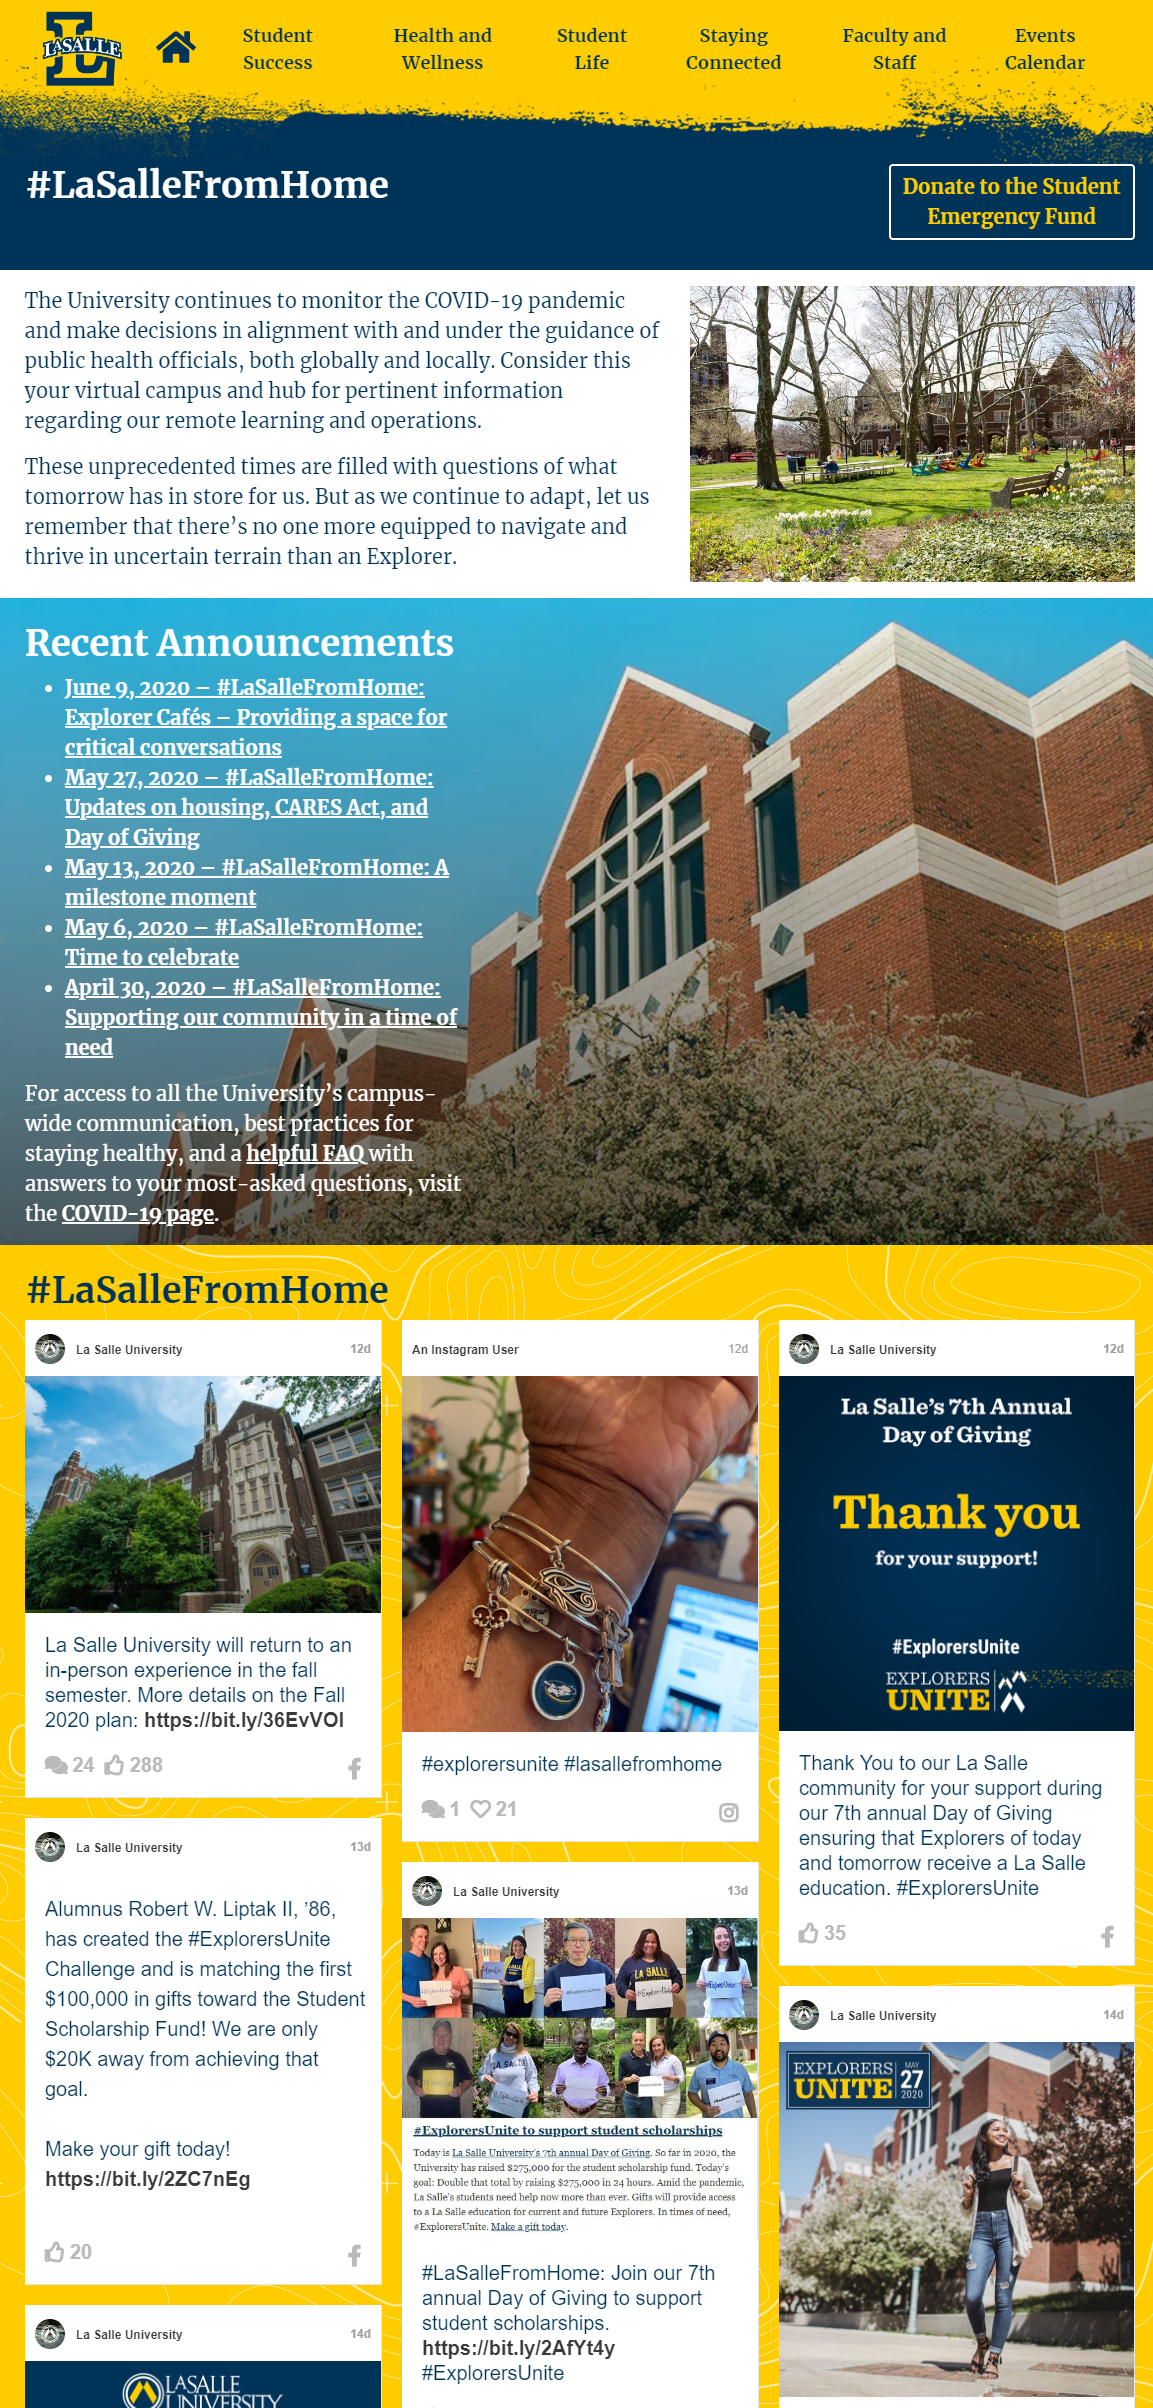 LASALLE
Student Success
Health and Wellness
Student Life
Staying Connected
Faculty and Staff
Events Calendar
#LaSalleFromHome
Donate to the Student
Emergency Fund
The University continues to monitor the COVID-19 pandemic
and make decisions in alignment with and under the guidance of
public health officials, both globally and locally. Consider this
your virtual campus and hub for pertinent information
regarding our remote learning and operations.
These unprecedented times are filled with questions of what
tomorrow has in store for us. But as we continue to adapt, let us
remember that there’s no one more equipped to navigate and
thrive in uncertain terrain than an Explorer.
Recent Announcements
• June 9, 2020 – #LaSalleFromHome:
Explorer Cafés – Providing a space for
critical conversations
• May 27, 2020 – #LaSalleFromHome:
Updates on housing, CARES Act, and
Day of Giving
• May 13, 2020 – #LaSalleFromHome: A
milestone moment
• May 6, 2020 – #LaSalleFromHome:
Time to celebrate
• April 30, 2020 – #LaSalleFromHome:
Supporting our community in a time of
need
For access to all the University’s campus-
wide communication, best practices for
staying healthy, and a helpful FAQ with
answers to your most-asked questions, visit
the COVID-19 page.
#LaSalleFromHome
La Salle University 12d
La Salle University will return to an
in-person experience in the fall
semester. More details on the Fall
2020 plan: https://bit.ly/36EvVOl
24 288
La Salle University 13d
Alumnus Robert W. Liptak II, ’86,
has created the #ExplorersUnite
Challenge and is matching the first
$100,000 in gifts toward the Student
Scholarship Fund! We are only
$20K away from achieving that
goal.
Make your gift today!
https://bit.ly/2ZC7nEg
20
La Salle University 14d
LASALLE
UNIVERSITY
An Instagram User 12d
#explorersunite #lasallefromhome
1 21
La Salle University 13d
LA SALLE
LA SALLE
#ExplorersUnite to support student scholarships
Today is La Salle University's 7th annual Day of Giving. So far in 2020, the
University has raised $275,000 for the student scholarship fund. Today's
goal: Double that total by raising $275,000 in 24 hours. Amid the pandemic,
La Salle's students need help now more than ever. Gifts will provide access
to a La Salle education for current and future Explorers. In times of need,
#ExplorersUnite. Make a gift today.
#LaSalleFromHome: Join our 7th
annual Day of Giving to support
student scholarships.
https://bit.ly/2AfYt4y
#ExplorersUnite
La Salle University 12d
La Salle’s 7th Annual
Day of Giving
Thank you
for your support!
#ExplorersUnite
EXPLORERS
UNITE
Thank You to our La Salle
community for your support during
our 7th annual Day of Giving
ensuring that Explorers of today
and tomorrow receive a La Salle
education. #ExplorersUnite
35
La Salle University 14d
EXPLORERS
UNITE
MAY
27
2020